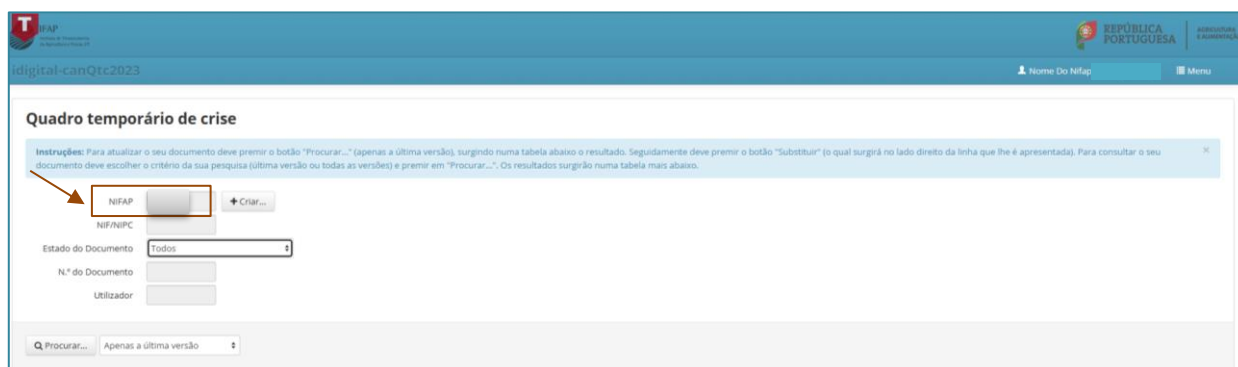 IFAP
REPÚBLICA
PORTUGUESA
AGRICULTURA
E ALIMENTAÇÃO
idigital-canQtc2023
Nome Do Nifap
Menu
Quadro temporário de crise
Instruções: Para atualizar o seu documento deve premir o botão "Procurar..." (apenas a última versão), surgindo numa tabela abaixo o resultado. Seguidamente deve premir o botão "Substituir" (o qual surgirá no lado direito da linha que lhe é apresentada). Para consultar o seu
documento deve escolher o critério da sua pesquisa (última versão ou todas as versões) e premir em "Procurar...". Os resultados surgirão numa tabela mais abaixo.
NIFAP
+ Criar...
NIF/NIPC
Estado do Documento Todos
N.º do Documento
Utilizador
Procurar... Apenas a última versão